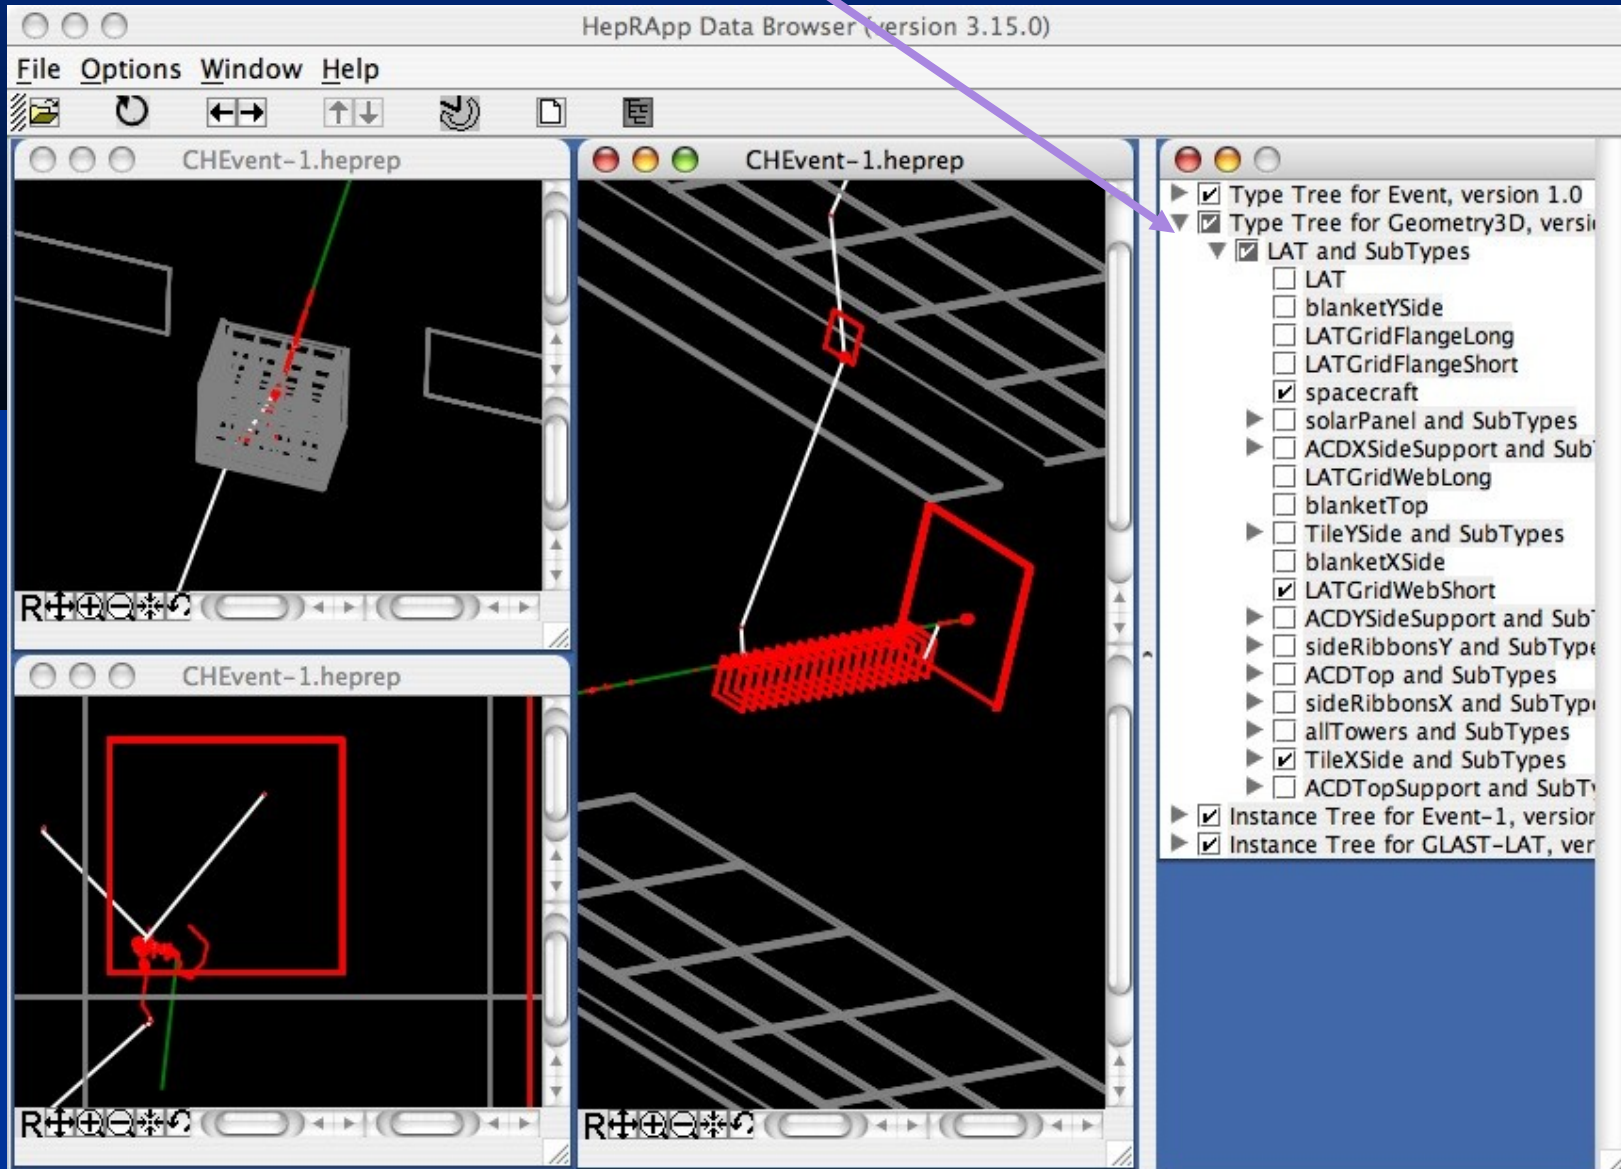 HepRApp Data Browser (version 3.15.0)
File Options Window Help
CHEvent-1.heprep
R
CHEvent-1.heprep
R
CHEvent-1.heprep
R
Type Tree for Event, version 1.0
Type Tree for Geometry3D, versi
LAT and SubTypes
LAT
blanketYSide
LATGridFlangeLong
LATGridFlangeShort
spacecraft
solarPanel and SubTypes
ACDXSideSupport and Sub
LATGridWebLong
blanketTop
TileYSide and SubTypes
blanketXSide
LATGridWebShort
ACDYSideSupport and Sub
sideRibbonsY and SubType
ACDTop and SubTypes
sideRibbonsX and SubTyp
allTowers and SubTypes
TileXSide and SubTypes
ACDTopSupport and SubT
Instance Tree for Event-1, version
Instance Tree for GLAST-LAT, ver